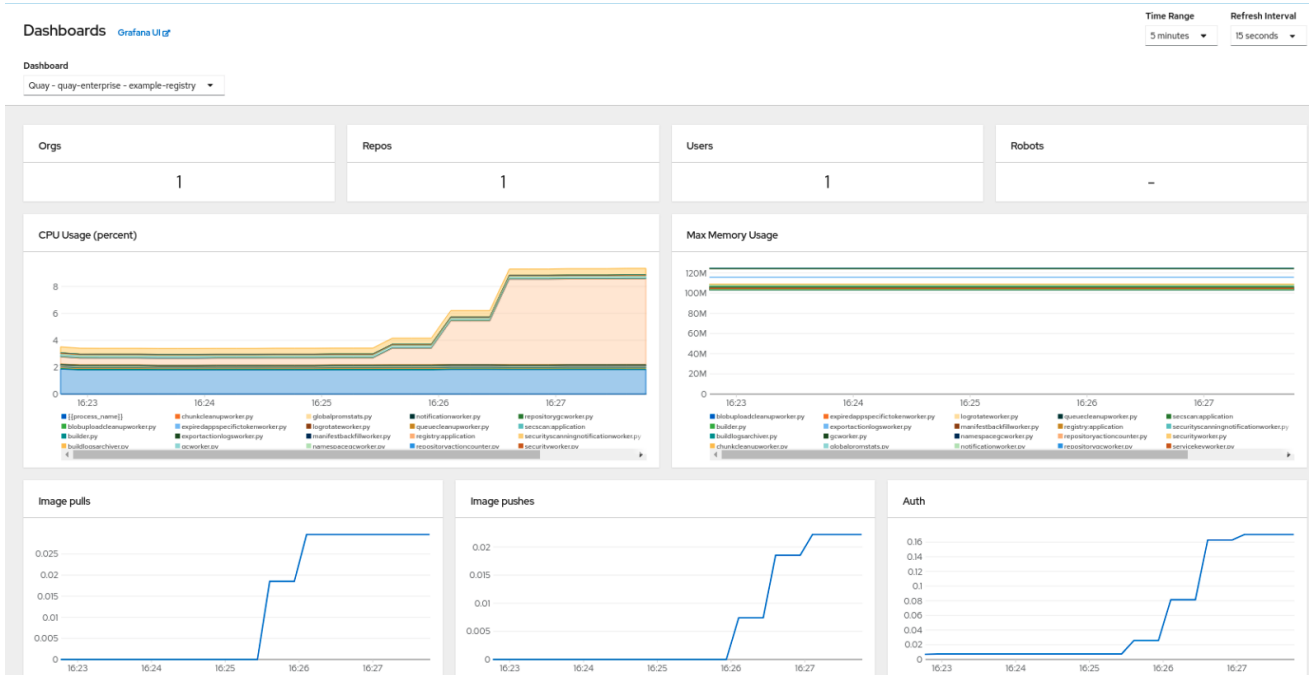 Dashboards Grafana UI
Time Range Refresh Interval
5 minutes 15 seconds
Dashboard
Quay - quay-enterprise - example-registry
Orgs Repos Users Robots
1 1 1 -
CPU Usage (percent)
8
6
4
2
0
16:23 16:24 16:25 16:26 16:27
{{process_name}} chunkcleanupworker.py globalpromstats.py notificationworker.py repositorygcworker.py
blobuploadcleanupworker.py expiredappspecifictokenworker.py logrotateworker.py queuecleanupworker.py secscan:application
builder.py exportactionlogsworker.py manifestbackfillworker.py registry:application securityscanningnotificationworker.py
buildlogsarchiver.py gcworker.py namespacegcworker.py repositoryactioncounter.py securityworker.py
Max Memory Usage
120M
100M
80M
60M
40M
20M
0
16:23 16:24 16:25 16:26 16:27
blobuploadcleanupworker.py expiredappspecifictokenworker.py logrotateworker.py queuecleanupworker.py secscan:application
builder.py exportactionlogsworker.py manifestbackfillworker.py registry:application securityscanningnotificationworker.py
buildlogsarchiver.py gcworker.py namespacegcworker.py repositoryactioncounter.py securityworker.py
chunkcleanupworker.py globalpromstats.py notificationworker.py repositorygcworker.py servicekeyworker.py
Image pulls
0.025
0.02
0.015
0.01
0.005
0
16:23 16:24 16:25 16:26 16:27
Image pushes
0.02
0.015
0.01
0.005
0
16:23 16:24 16:25 16:26 16:27
Auth
0.16
0.14
0.12
0.1
0.08
0.06
0.04
0.02
0
16:23 16:24 16:25 16:26 16:27